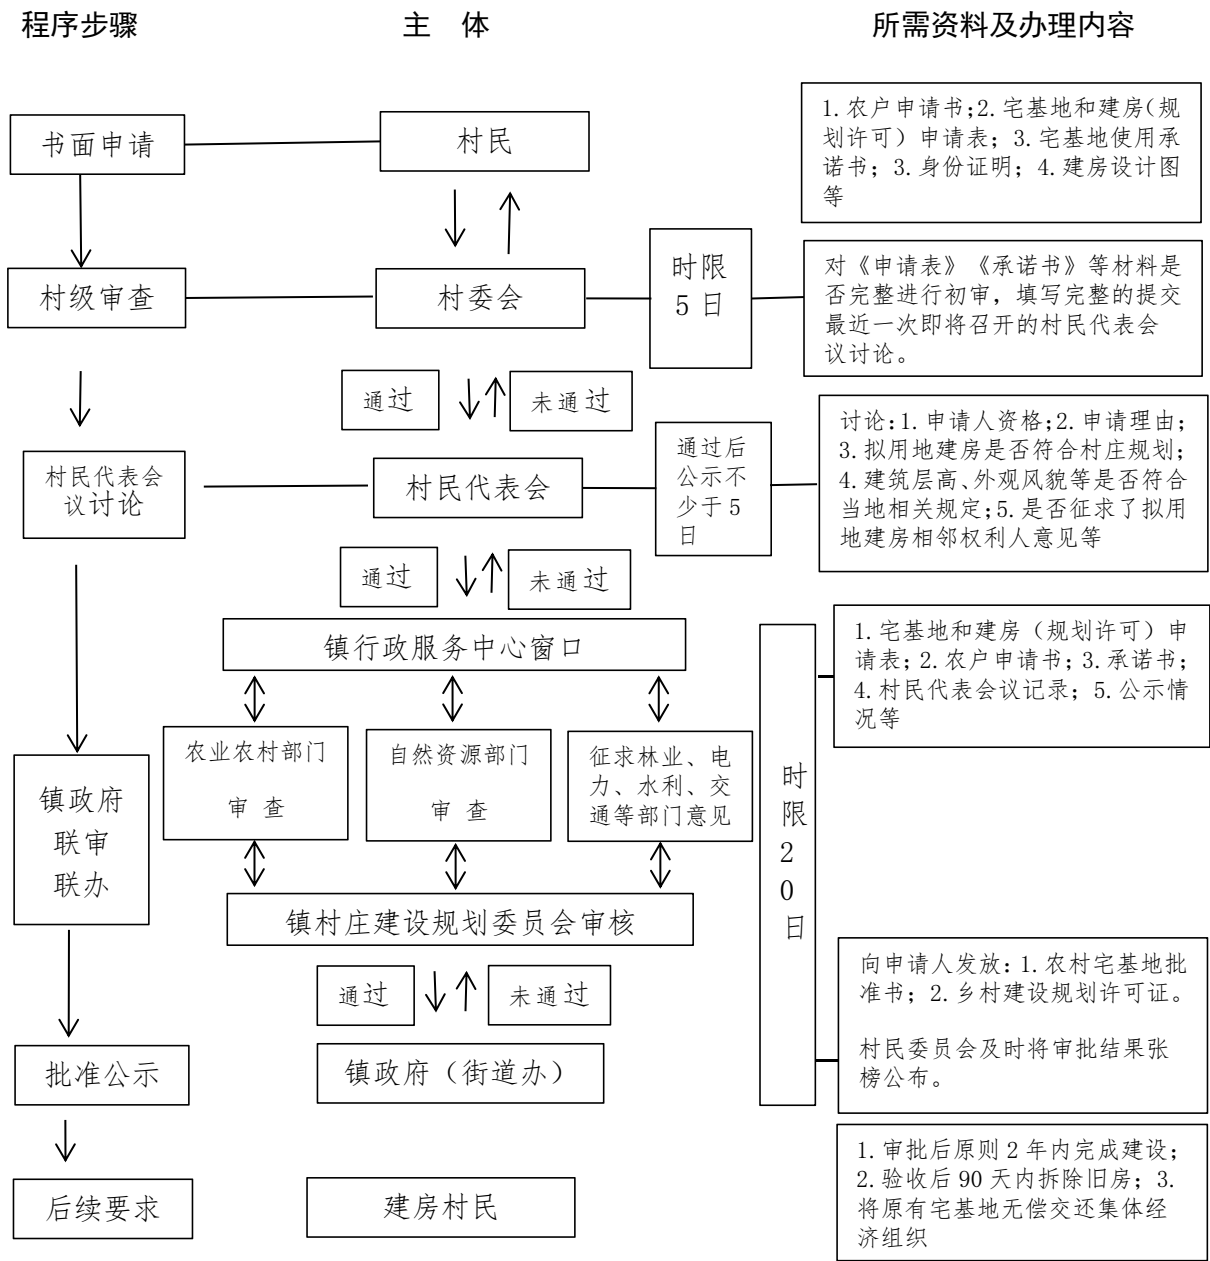 程序步骤
主 体
所需资料及办理内容
书面申请
村民
1.农户申请书;2.宅基地和建房(规
划许可）申请表；3.宅基地使用承
诺书；3.身份证明；4.建房设计图
等
村级审查
村委会
时限
5日
对《申请表》《承诺书》等材料是
否完整进行初审，填写完整的提交
最近一次即将召开的村民代表会
议讨论。
通过
未通过
村民代表会
议讨论
村民代表会
通过后
公示不
少于5
日
讨论:1.申请人资格;2.申请理由；
3.拟用地建房是否符合村庄规划；
4.建筑层高、外观风貌等是否符合
当地相关规定;5.是否征求了拟用
地建房相邻权利人意见等
通过
未通过
镇行政服务中心窗口
1.宅基地和建房（规划许可）申
请表；2.农户申请书；3.承诺书；
4.村民代表会议记录；5.公示情
况等
镇政府
联审
联办
农业农村部门
审 查
自然资源部门
审 查
征求林业、电
力、水利、交
通等部门意见
时
限
2
0
日
镇村庄建设规划委员会审核
通过
未通过
向申请人发放：1.农村宅基地批
准书；2.乡村建设规划许可证。
村民委员会及时将审批结果张
榜公布。
批准公示
镇政府（街道办）
后续要求
建房村民
1.审批后原则2年内完成建设；
2.验收后90天内拆除旧房；3.
将原有宅基地无偿交还集体经
济组织